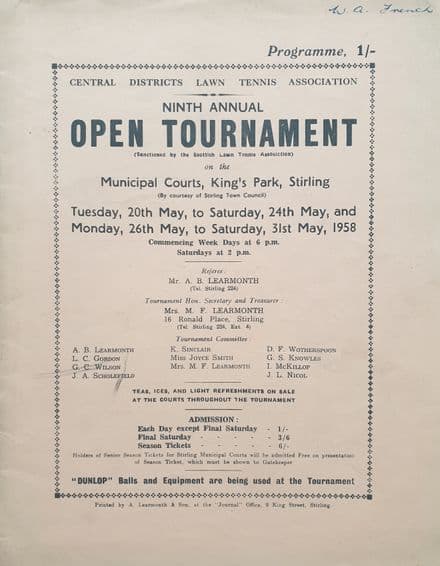 W. A. French
Programme, 1/-
CENTRAL DISTRICTS LAWN TENNIS ASSOCIATION
NINTH ANNUAL
OPEN TOURNAMENT
(Sanctioned by the Scottish Lawn Tennis Association)
on the
Municipal Courts, King's Park, Stirling
(By courtesy of Stirling Town Council)
Tuesday, 20th May, to Saturday, 24th May, and
Monday, 26th May, to Saturday, 31st May, 1958
Commencing Week Days at 6 p.m.
Saturdays at 2 p.m.
Referee:
Mr. A. B. LEARMONTH
(Tel. Stirling 224)
Tournament Hon. Secretary and Treasurer:
Mrs. M. F. LEARMONTH
16 Ronald Place, Stirling
(Tel. Stirling 224, Ext. 4)
Tournament Committee
A. B. LEARMONTH K. SINCLAIR D. F. WOTHERSPOON
L. C. GORDON Miss JOYCE SMITH G. S. KNOWLES
G. C. WILSON Mrs. M. F. LEARMONTH I. MCKILLOP
J. A. SCHOLEFIELD J. L. NICOL
TEAS, ICES, AND LIGHT REFRESHMENTS ON SALE
AT THE COURTS THROUGHOUT THE TOURNAMENT
ADMISSION:
Each Day except Final Saturday - 1/-
Final Saturday - - - - - 3/6
Season Tickets - - - - - 6/-
Holders of Senior Season Tickets for Stirling Municipal Courts will be admitted Free on presentation
of Season Ticket, which must be shown to Gatekeeper
"DUNLOP" Balls and Equipment are being used at the Tournament
Printed by A. Learmonth & Son, at the "Journal" Office, 9 King Street, Stirling